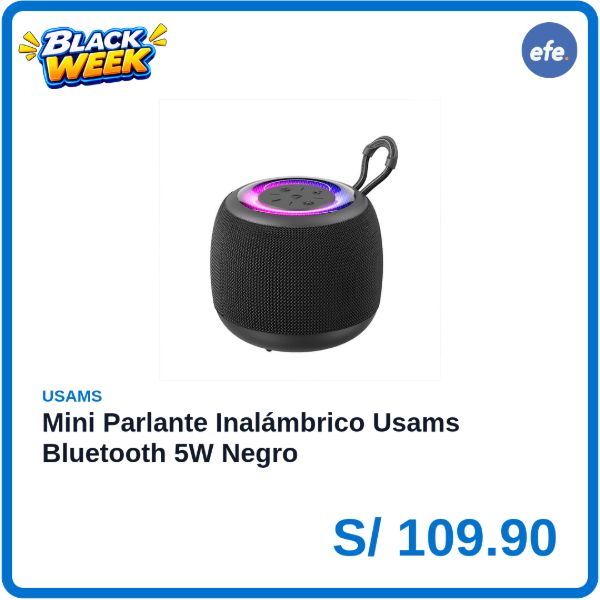 BLACK
WEEK
efe.
USAMS
Mini Parlante Inalámbrico Usams
Bluetooth 5W Negro
S/ 109.90